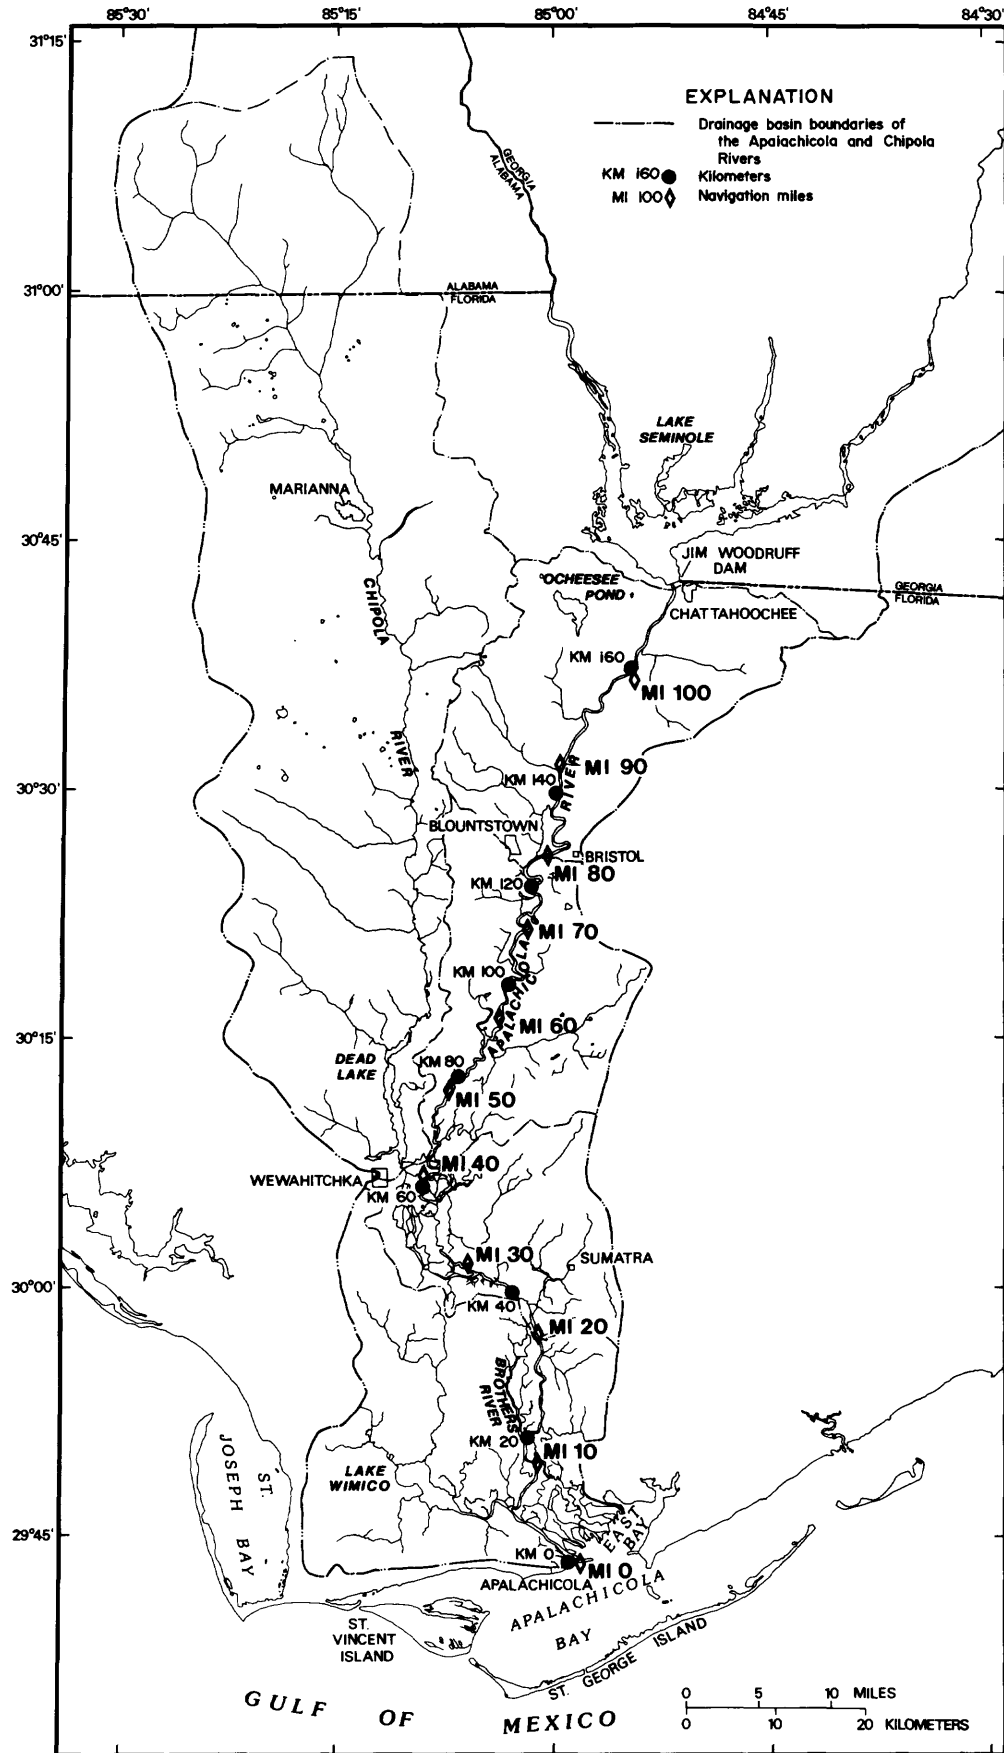 85°30'
85°15'
85°00'
84°45'
84°30'
31°15'
EXPLANATION
Drainage basin boundaries of
the Apalachicola and Chipola
Rivers
KM 160 Kilometers
MI 100 Navigation miles
GEORGIA
ALABAMA
31°00'
ALABAMA
FLORIDA
LAKE
SEMINOLE
MARIANNA
30°45'
JIM WOODRUFF
DAM
OCHEESEE
POND
GEORGIA
FLORIDA
CHATTAHOOCHEE
CHIPOLA
RIVER
KM 160
MI 100
MI 90
KM 140
30°30'
RIVER
BLOUNTSTOWN
BRISTOL
MI 80
KM 120
MI 70
APALACHICOLA
KM 100
MI 60
30°15'
DEAD
LAKE
KM 80
MI 50
MI 40
WEWAHITCHKA
KM 60
MI 30
SUMATRA
30°00'
KM 40
MI 20
BROTHERS
RIVER
KM 20
MI 10
LAKE
WIMICO
ST.
JOSEPH BAY
29°45'
EAST
BAY
KM 0
MI 0
APALACHICOLA
APALACHICOLA
BAY
ST.
VINCENT
ISLAND
ST. GEORGE ISLAND
GULF OF MEXICO
0 5 10 MILES
0 10 20 KILOMETERS